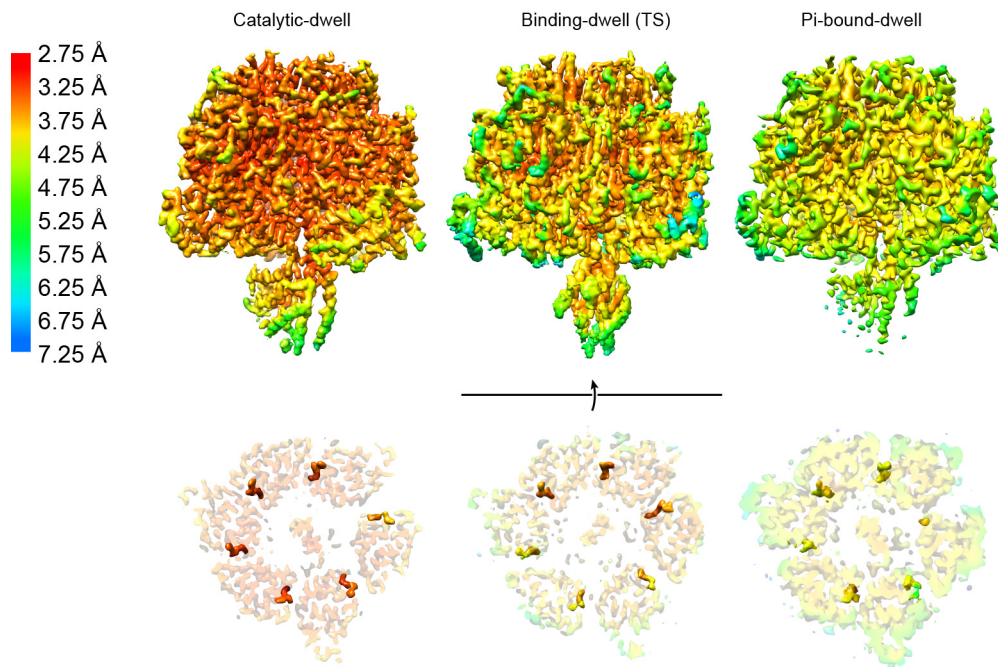 Catalytic-dwell
Binding-dwell (TS)
Pi-bound-dwell
2.75 Å
3.25 Å
3.75 Å
4.25 Å
4.75 Å
5.25 Å
5.75 Å
6.25 Å
6.75 Å
7.25 Å